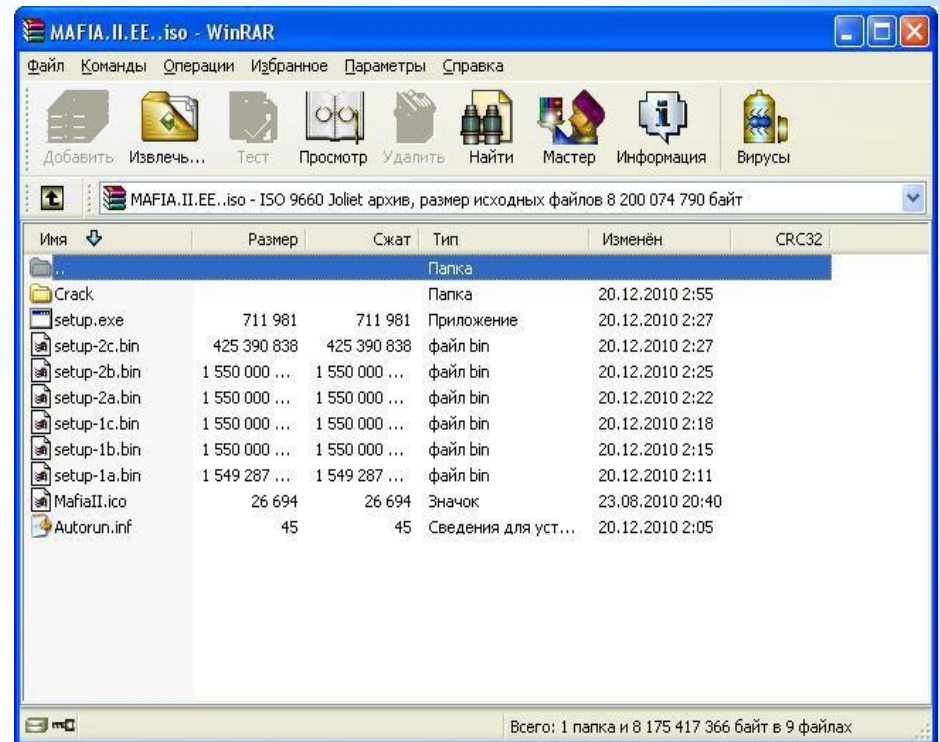 MAFIA.II.EE..iso - WinRAR
Файл Команды Операции Избранное Параметры Справка
Добавить Извлечь... Тест Просмотр Удалить Найти Мастер Информация Вирусы
MAFIA.II.EE..iso - ISO 9660 Joliet архив, размер исходных файлов 8 200 074 790 байт
Имя Размер Сжат Тип Изменён CRC32
.. Папка
Crack Папка 20.12.2010 2:55
setup.exe 711 981 711 981 Приложение 20.12.2010 2:27
setup-2c.bin 425 390 838 425 390 838 файл bin 20.12.2010 2:27
setup-2b.bin 1 550 000 ... 1 550 000 ... файл bin 20.12.2010 2:25
setup-2a.bin 1 550 000 ... 1 550 000 ... файл bin 20.12.2010 2:22
setup-1c.bin 1 550 000 ... 1 550 000 ... файл bin 20.12.2010 2:18
setup-1b.bin 1 550 000 ... 1 550 000 ... файл bin 20.12.2010 2:15
setup-1a.bin 1 549 287 ... 1 549 287 ... файл bin 20.12.2010 2:11
MafiaII.ico 26 694 26 694 Значок 23.08.2010 20:40
Autorun.inf 45 45 Сведения для уст... 20.12.2010 2:05
Всего: 1 папка и 8 175 417 366 байт в 9 файлах